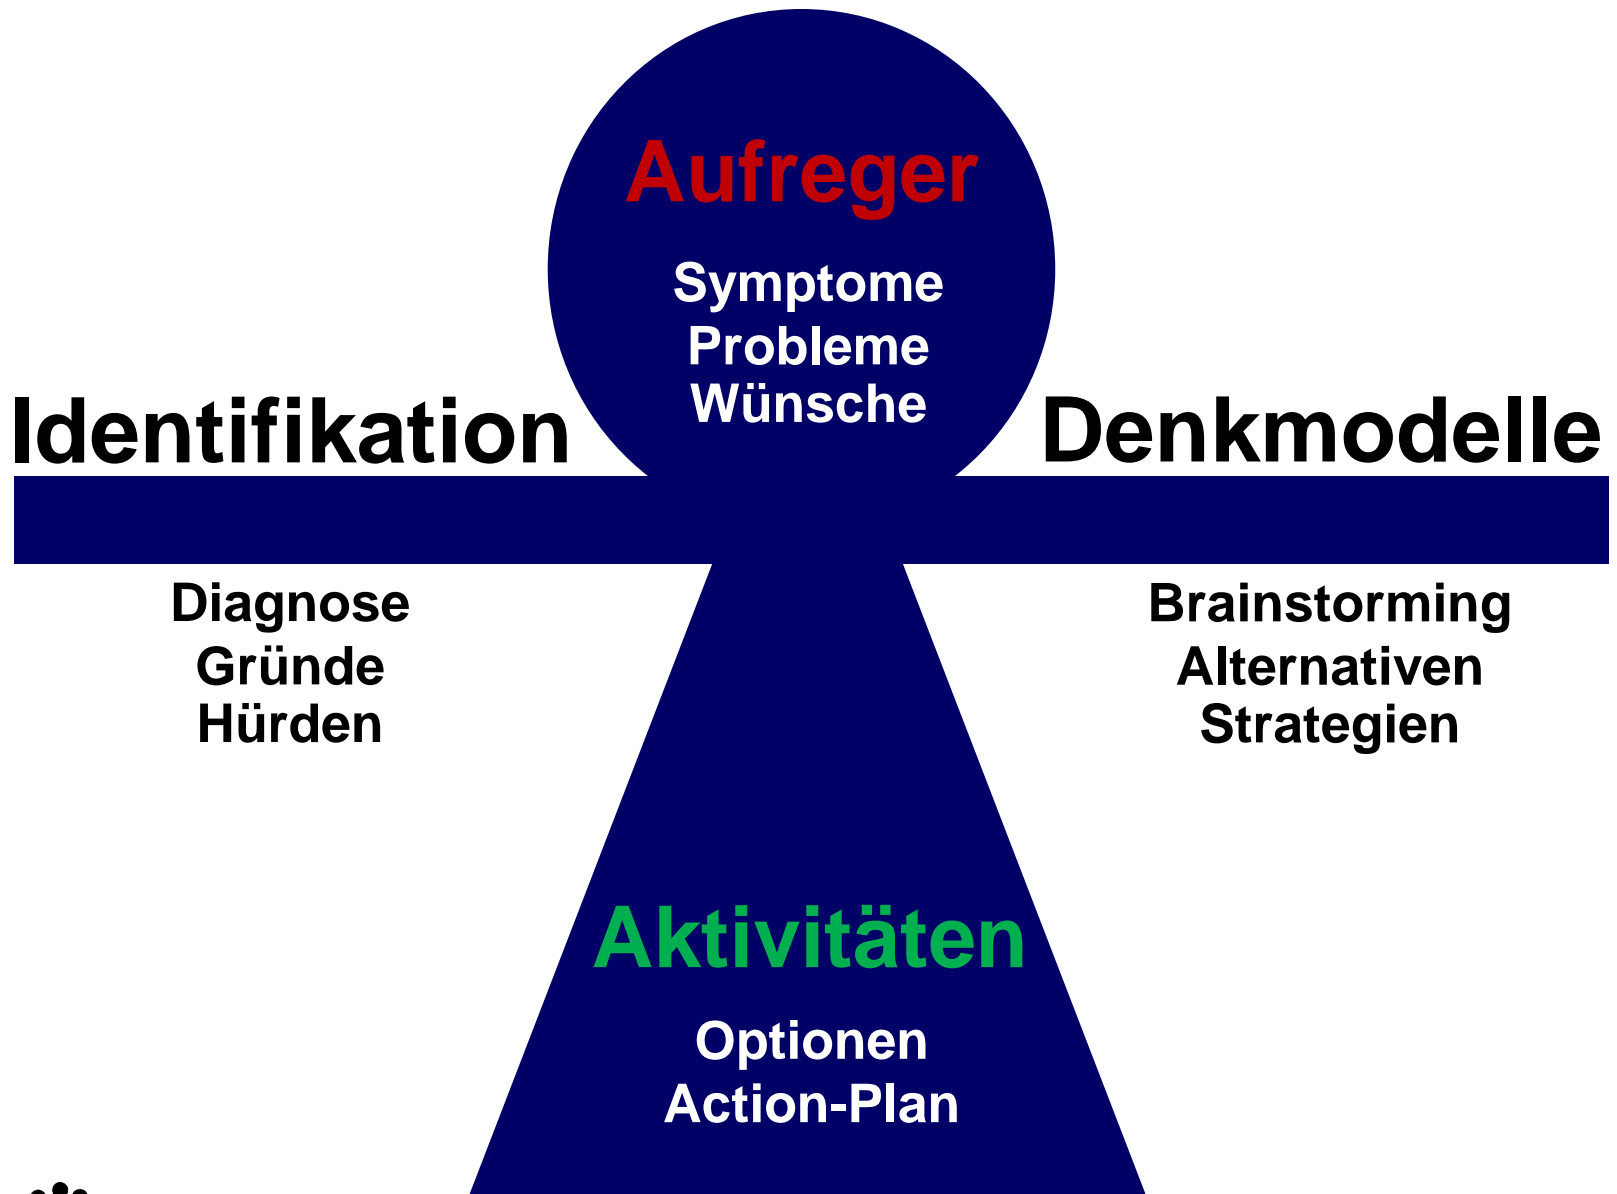 Aufreger
Symptome
Probleme
Wünsche
Identifikation
Diagnose
Gründe
Hürden
Denkmodelle
Brainstorming
Alternativen
Strategien
Aktivitäten
Optionen
Action-Plan